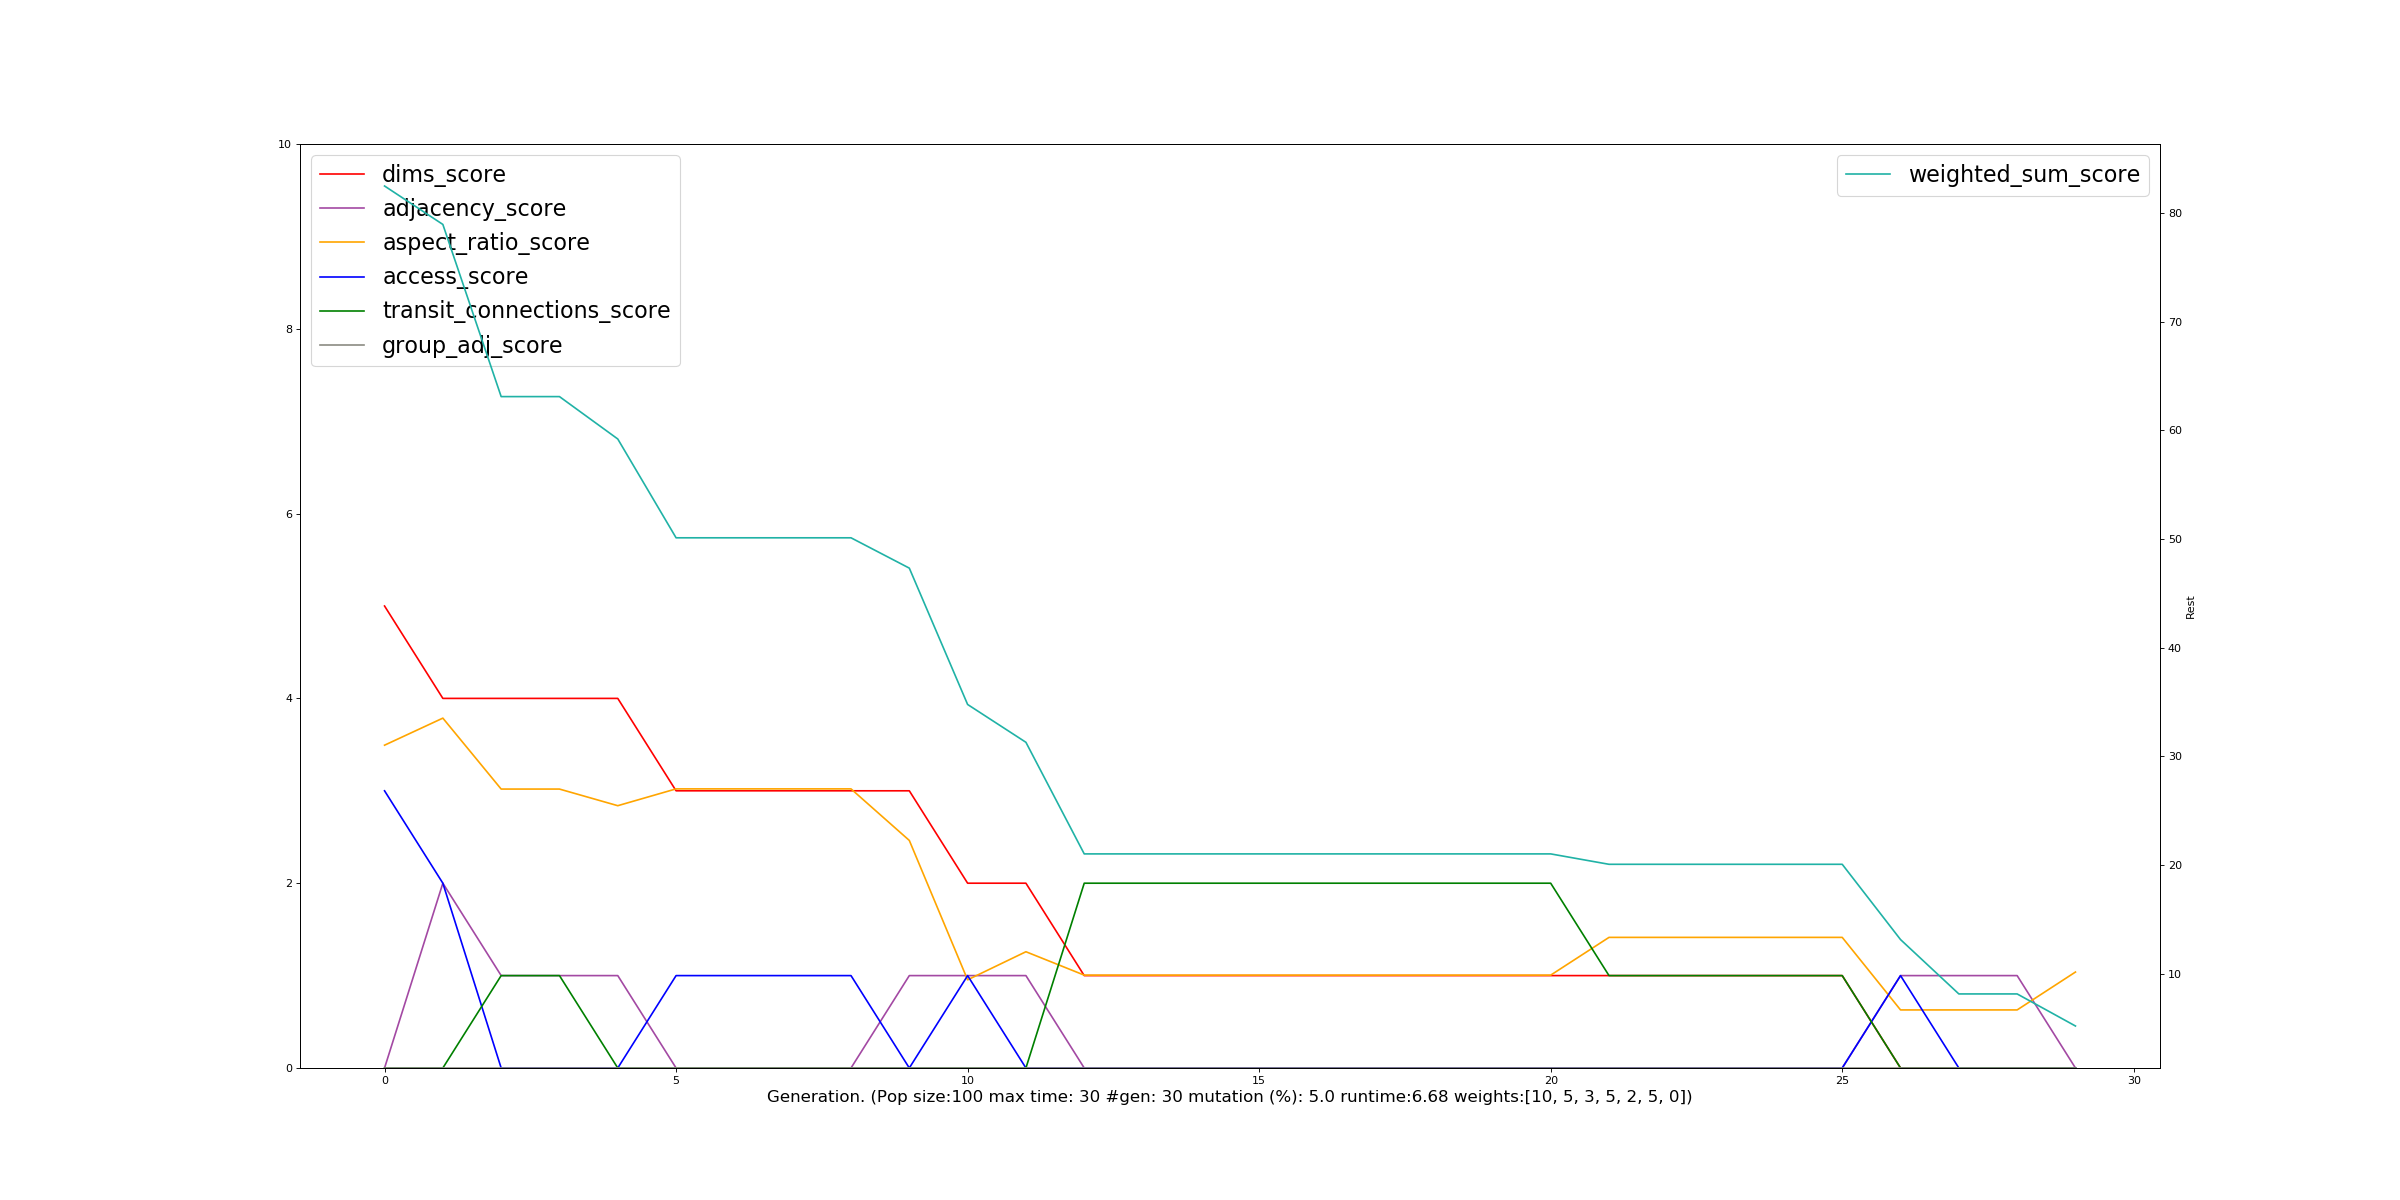 dims_score
adjacency_score
aspect_ratio_score
access_score
transit_connections_score
group_adj_score
weighted_sum_score
10
8
6
4
2
0
80
70
60
50
40
30
20
10
Rest
0 5 10 15 20 25 30
Generation. (Pop size:100 max time: 30 #gen: 30 mutation (%): 5.0 runtime:6.68 weights:[10, 5, 3, 5, 2, 5, 0])